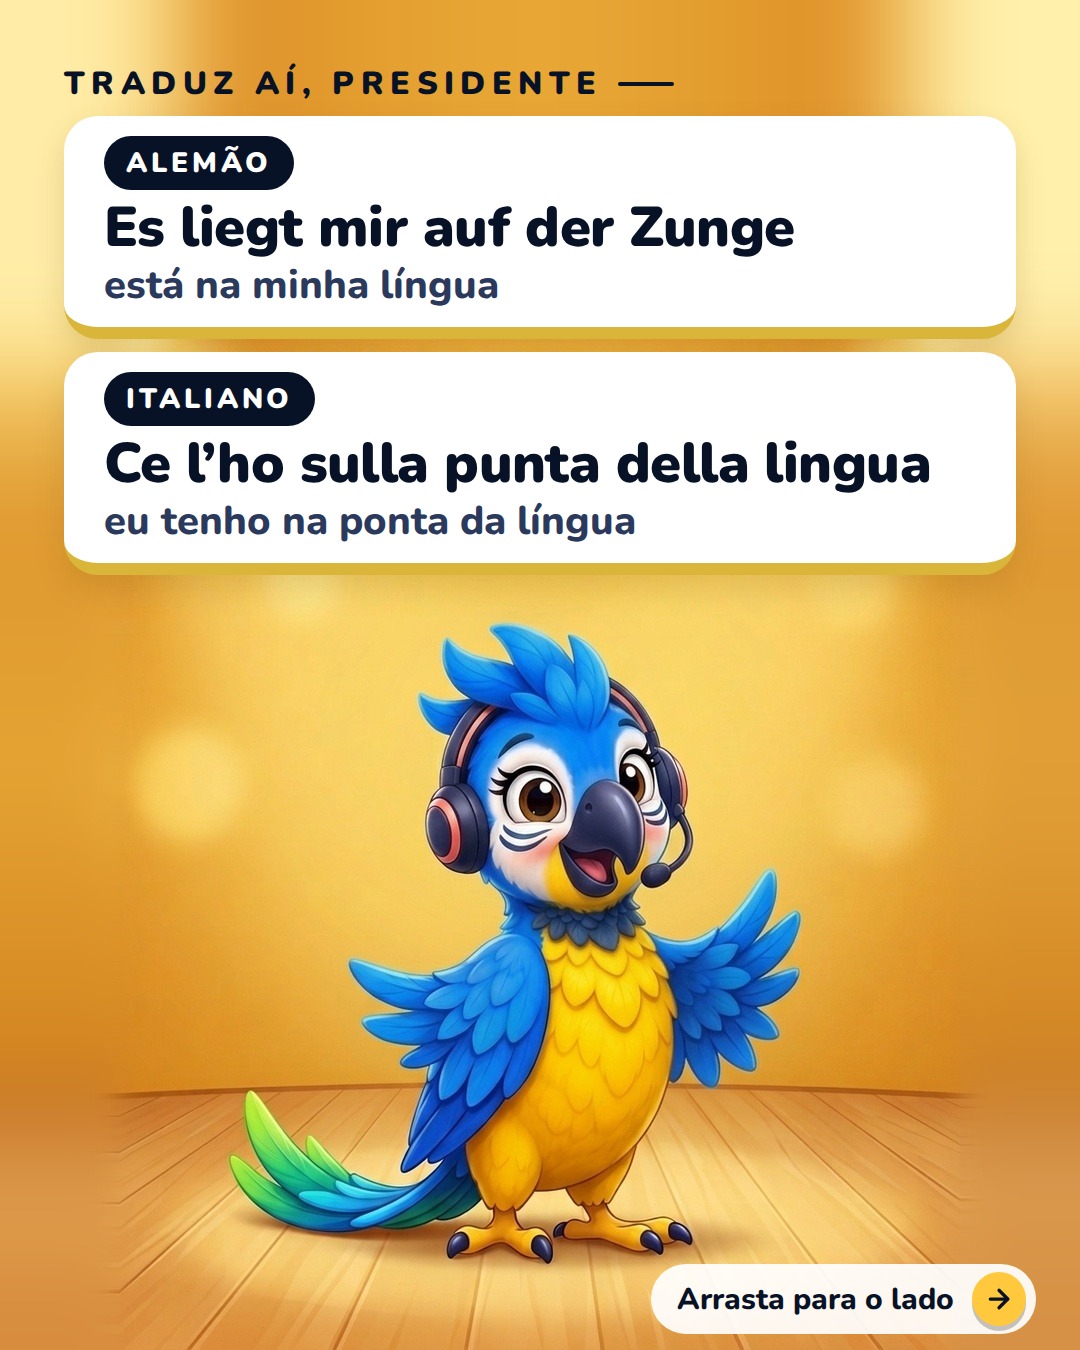 TRADUZ AÍ, PRESIDENTE —
ALEMÃO
Es liegt mir auf der Zunge
está na minha língua
ITALIANO
Ce l’ho sulla punta della lingua
eu tenho na ponta da língua
Arrasta para o lado →